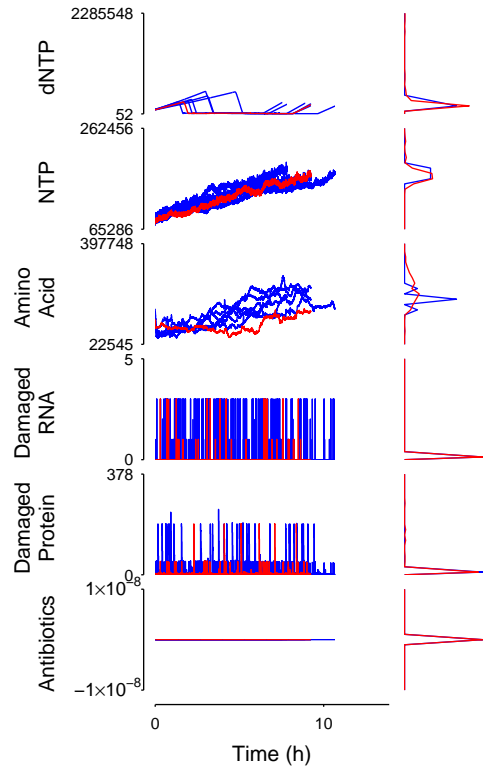 2285548
dNTP
52
262456
NTP
65286
397748
Amino
Acid
22545
5
Damaged
RNA
0
378
Damaged
Protein
0
1×10⁻⁸
Antibiotics
−1×10⁻⁸
0 10
Time (h)